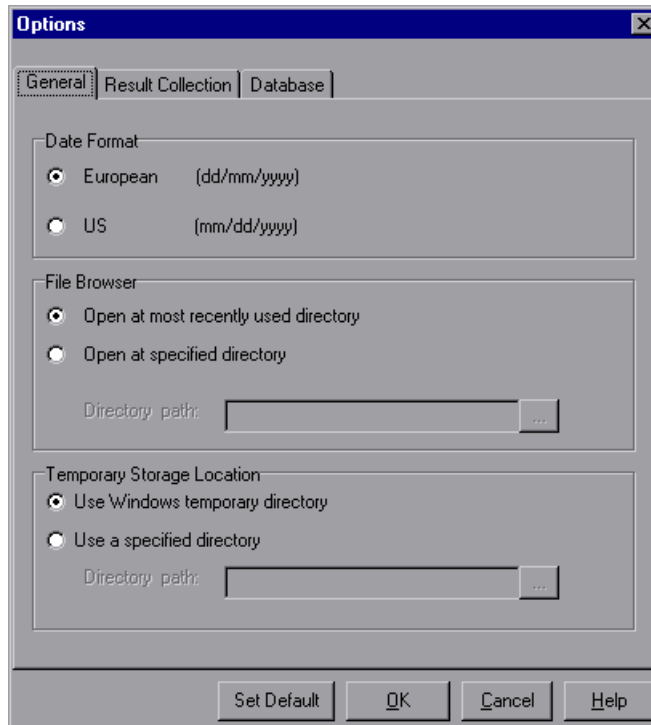 Options
General Result Collection Database
Date Format
European (dd/mm/yyyy)
US (mm/dd/yyyy)
File Browser
Open at most recently used directory
Open at specified directory
Directory path: ...
Temporary Storage Location
Use Windows temporary directory
Use a specified directory
Directory path: ...
Set Default OK Cancel Help